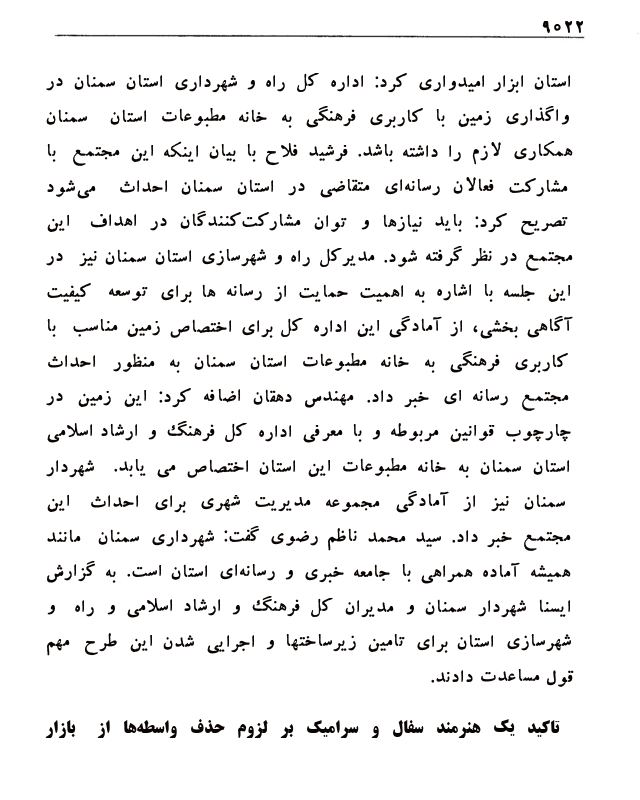 ۹۰۲۲
استان ابزار امیدواری کرد: اداره کل راه و شهرداری استان سمنان در
واگذاری زمین با کاربری فرهنگی به خانه مطبوعات استان سمنان
همکاری لازم را داشته باشد. فرشید فلاح با بیان اینکه این مجتمع با
مشارکت فعالان رسانه‌ای متقاضی در استان سمنان احداث می‌شود
تصریح کرد: باید نیازها و توان مشارکت‌کنندگان در اهداف این
مجتمع در نظر گرفته شود. مدیرکل راه و شهرسازی استان سمنان نیز در
این جلسه با اشاره به اهمیت حمایت از رسانه ها برای توسعه کیفیت
آگاهی بخشی، از آمادگی این اداره کل برای اختصاص زمین مناسب با
کاربری فرهنگی به خانه مطبوعات استان سمنان به منظور احداث
مجتمع رسانه ای خبر داد. مهندس دهقان اضافه کرد: این زمین در
چارچوب قوانین مربوطه و با معرفی اداره کل فرهنگ و ارشاد اسلامی
استان سمنان به خانه مطبوعات این استان اختصاص می یابد. شهردار
سمنان نیز از آمادگی مجموعه مدیریت شهری برای احداث این
مجتمع خبر داد. سید محمد ناظم رضوی گفت: شهرداری سمنان مانند
همیشه آماده همراهی با جامعه خبری و رسانه‌ای استان است. به گزارش
ایسنا شهردار سمنان و مدیران کل فرهنگ و ارشاد اسلامی و راه و
شهرسازی استان برای تامین زیرساختها و اجرایی شدن این طرح مهم
قول مساعدت دادند.
تاکید یک هنرمند سفال و سرامیک بر لزوم حذف واسطه‌ها از بازار